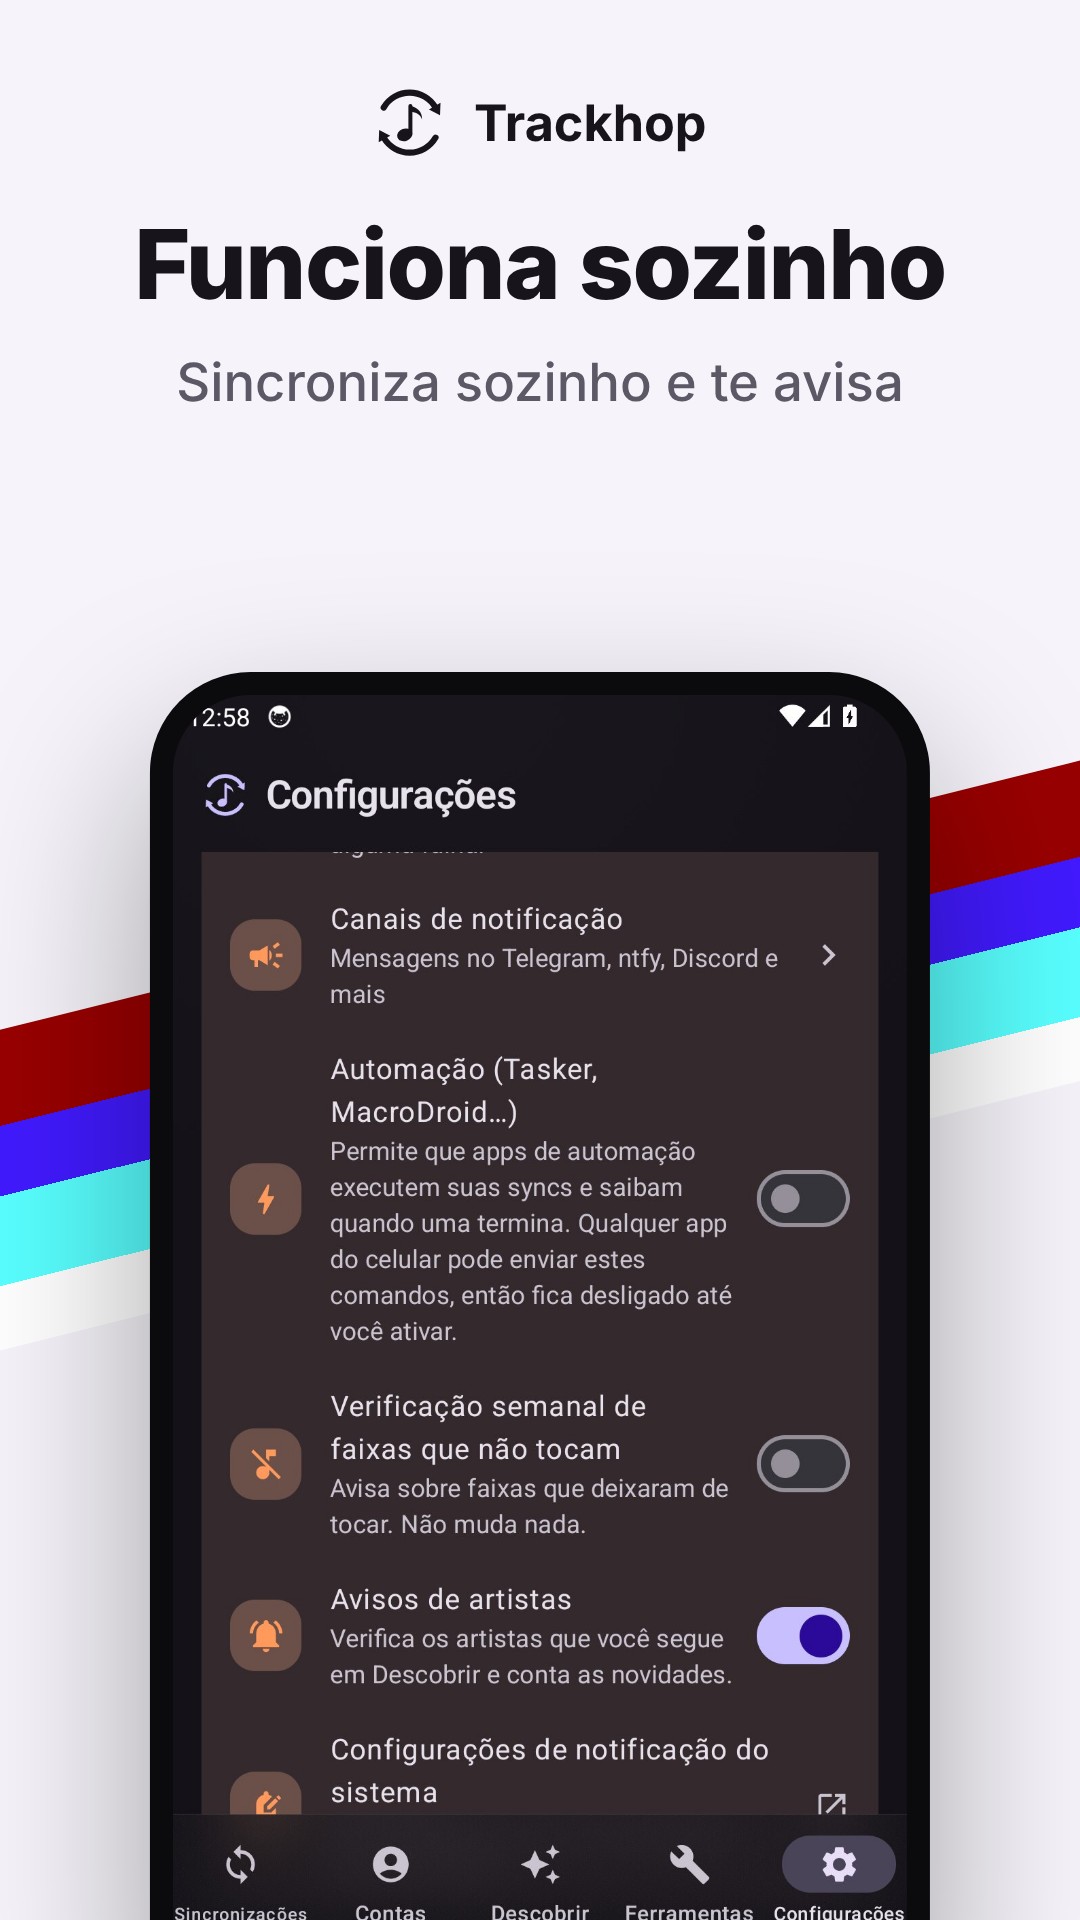 Trackhop
Funciona sozinho
Sincroniza sozinho e te avisa
12:58
Configurações
Canais de notificação
Mensagens no Telegram, ntfy, Discord e
mais
Automação (Tasker,
MacroDroid…)
Permite que apps de automação
executem suas syncs e saibam
quando uma termina. Qualquer app
do celular pode enviar estes
comandos, então fica desligado até
você ativar.
Verificação semanal de
faixas que não tocam
Avisa sobre faixas que deixaram de
tocar. Não muda nada.
Avisos de artistas
Verifica os artistas que você segue
em Descobrir e conta as novidades.
Configurações de notificação do
sistema
Sincronizações
Contas
Descobrir
Ferramentas
Configurações